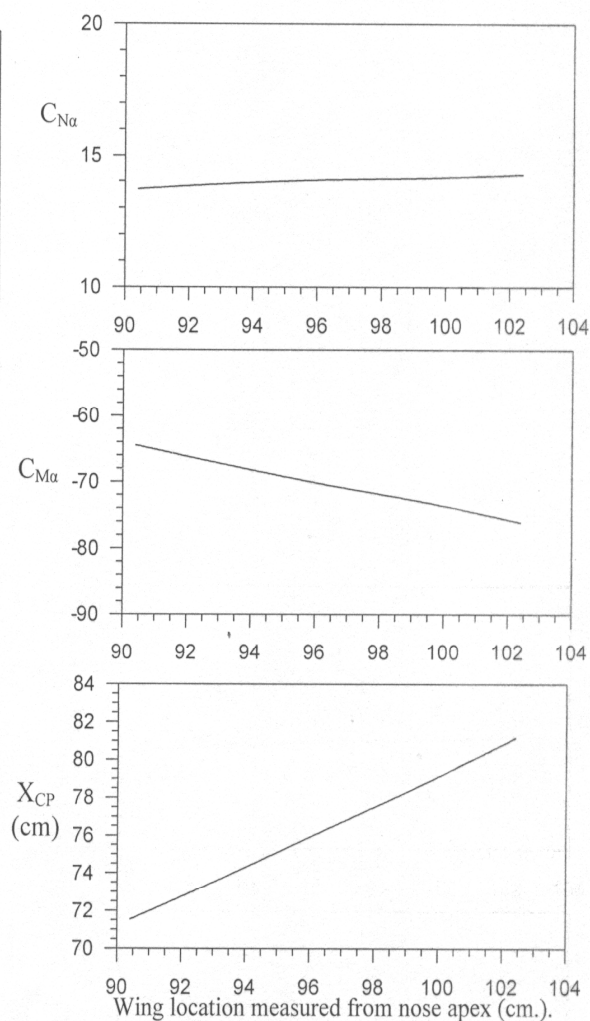 20
C_Nα
15
10
90 92 94 96 98 100 102 104
-50
-60
C_Mα -70
-80
-90
90 92 94 96 98 100 102 104
84
82
80
X_CP 78
(cm) 76
74
72
70
90 92 94 96 98 100 102 104
Wing location measured from nose apex (cm.).